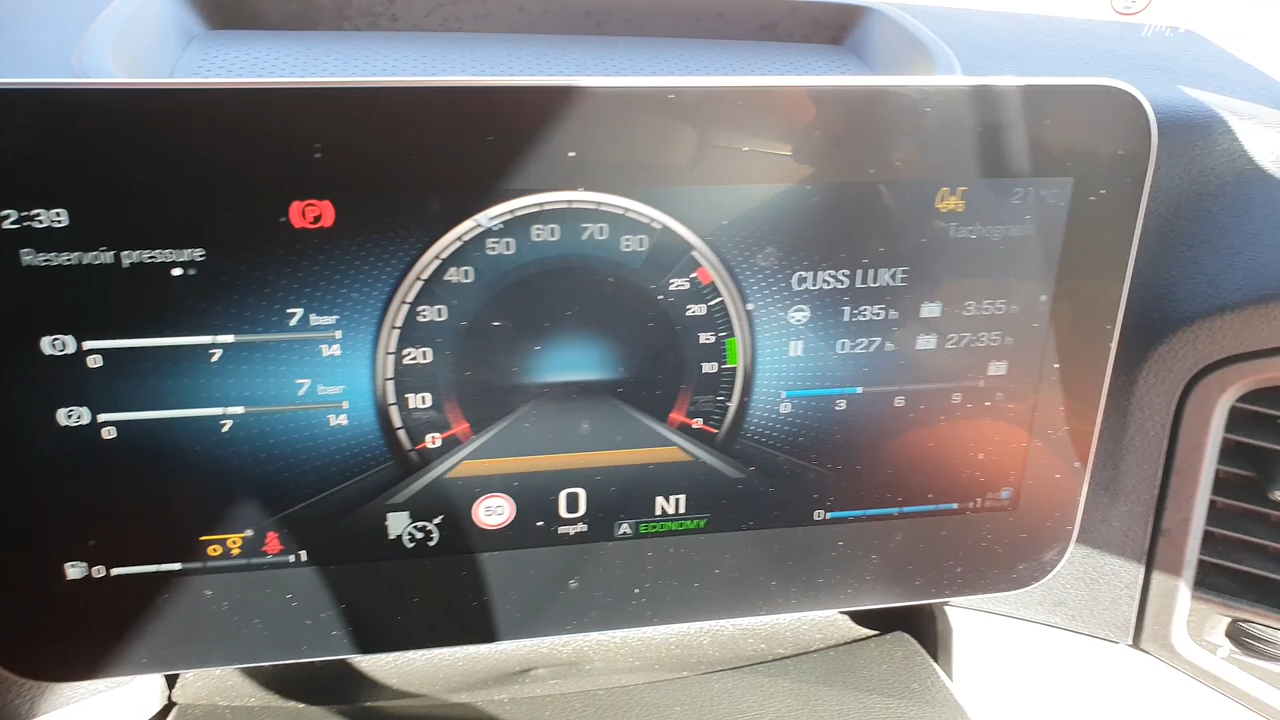 2:39
P
21 °C
Reservoir pressure
Tachograph
7 bar
0 7 14
7 bar
0 7 14
0 10 20 30 40 50 60 70 80
25
20
15
10
0
CUSS LUKE
1:35 h 3:55 h
0:27 h 27:35 h
0 3 6 9 h
50
0
mph
N1
A ECONOMY
0 1
0 1